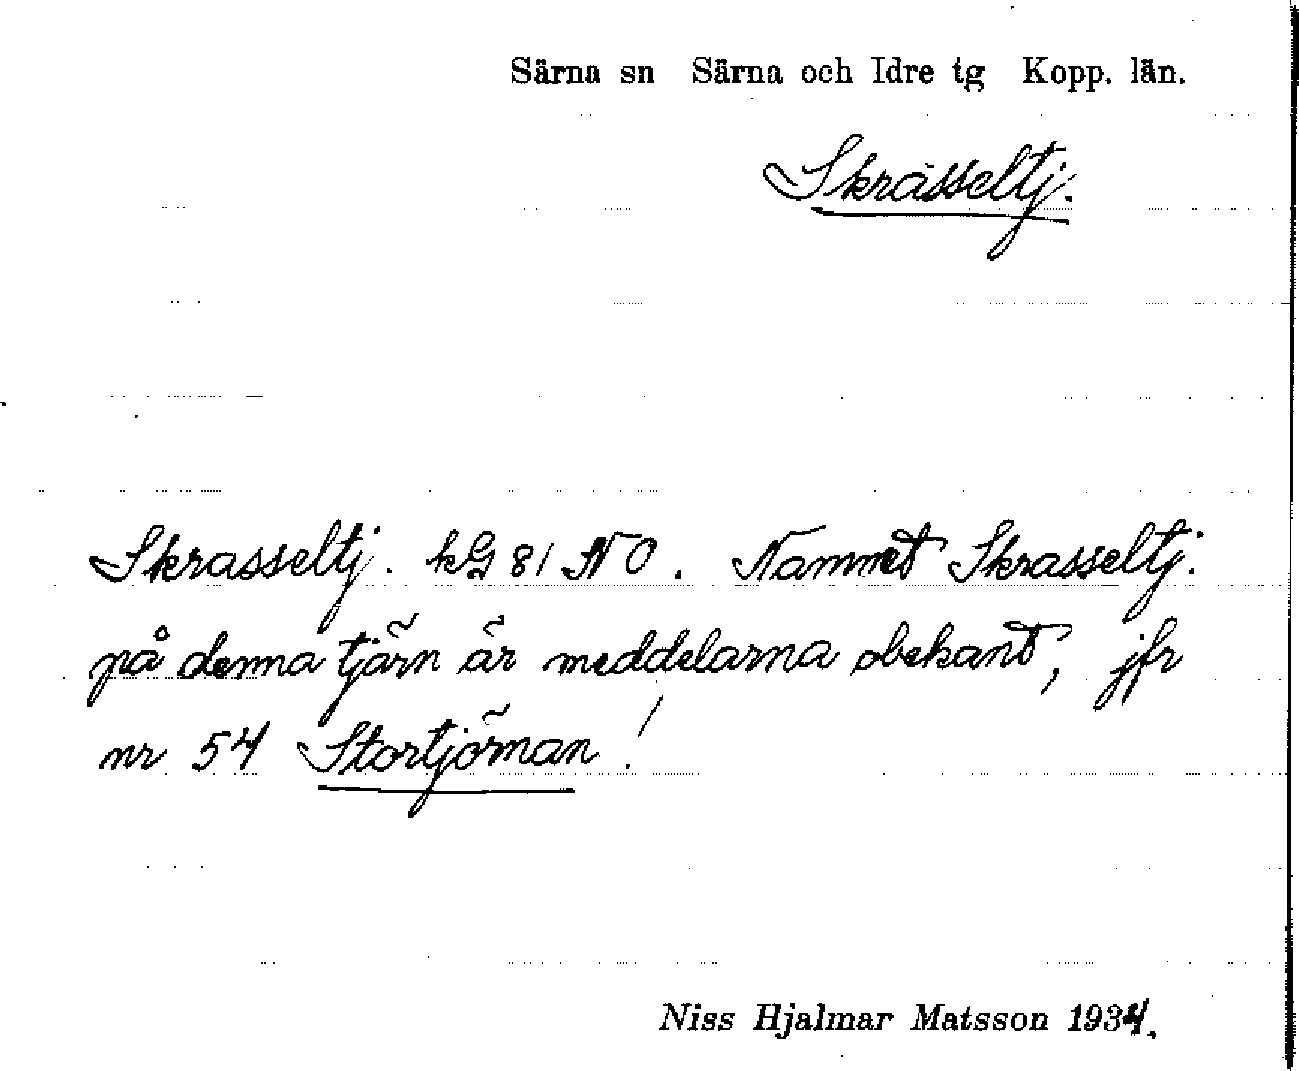 Särna sn Särna och Idre tg Kopp. län.
Skrasseltj.
Skrasseltj. kG 81 NO. Namnet Skrasseltj.
på denna tjärn är meddelarna obekant, jfr
nr 54 Stortjörnan!
Niss Hjalmar Matsson 1934.